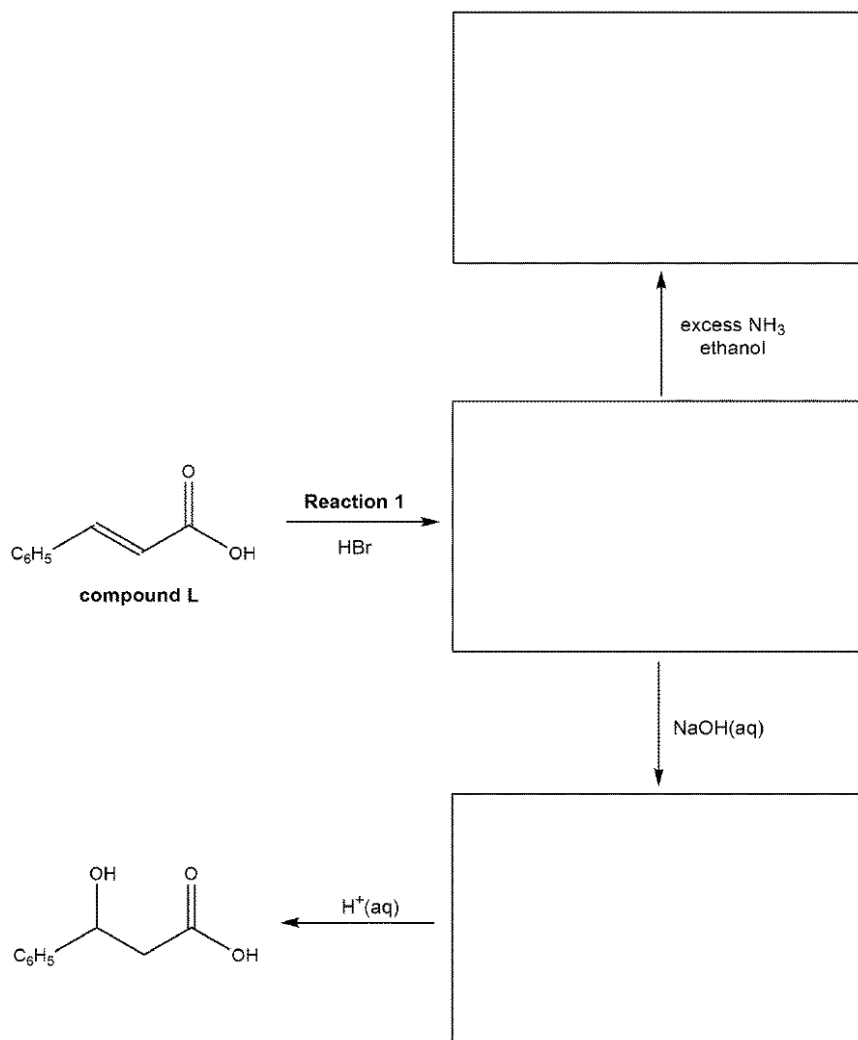 excess NH₃
ethanol
O
C₆H₅
OH
compound L
Reaction 1
HBr
NaOH(aq)
OH
O
C₆H₅
OH
H⁺(aq)